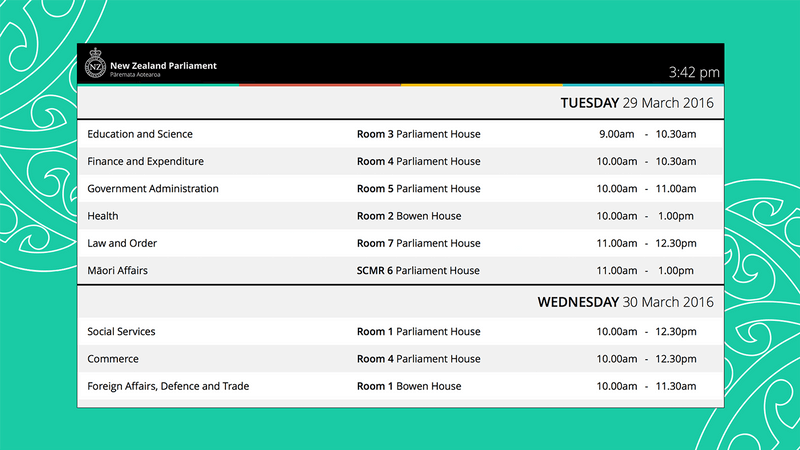 NZ
New Zealand Parliament
Pāremata Aotearoa
3:42 pm
TUESDAY 29 March 2016
Education and Science Room 3 Parliament House 9.00am - 10.30am
Finance and Expenditure Room 4 Parliament House 10.00am - 10.30am
Government Administration Room 5 Parliament House 10.00am - 11.00am
Health Room 2 Bowen House 10.00am - 1.00pm
Law and Order Room 7 Parliament House 11.00am - 12.30pm
Māori Affairs SCMR 6 Parliament House 11.00am - 1.00pm
WEDNESDAY 30 March 2016
Social Services Room 1 Parliament House 10.00am - 12.30pm
Commerce Room 4 Parliament House 10.00am - 12.30pm
Foreign Affairs, Defence and Trade Room 1 Bowen House 10.00am - 11.30am